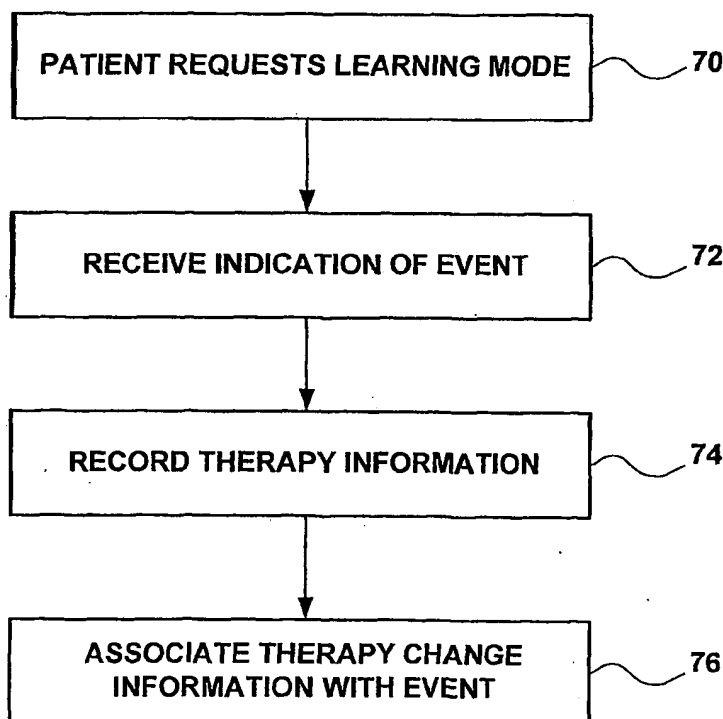 PATIENT REQUESTS LEARNING MODE
70
RECEIVE INDICATION OF EVENT
72
RECORD THERAPY INFORMATION
74
ASSOCIATE THERAPY CHANGE
INFORMATION WITH EVENT
76